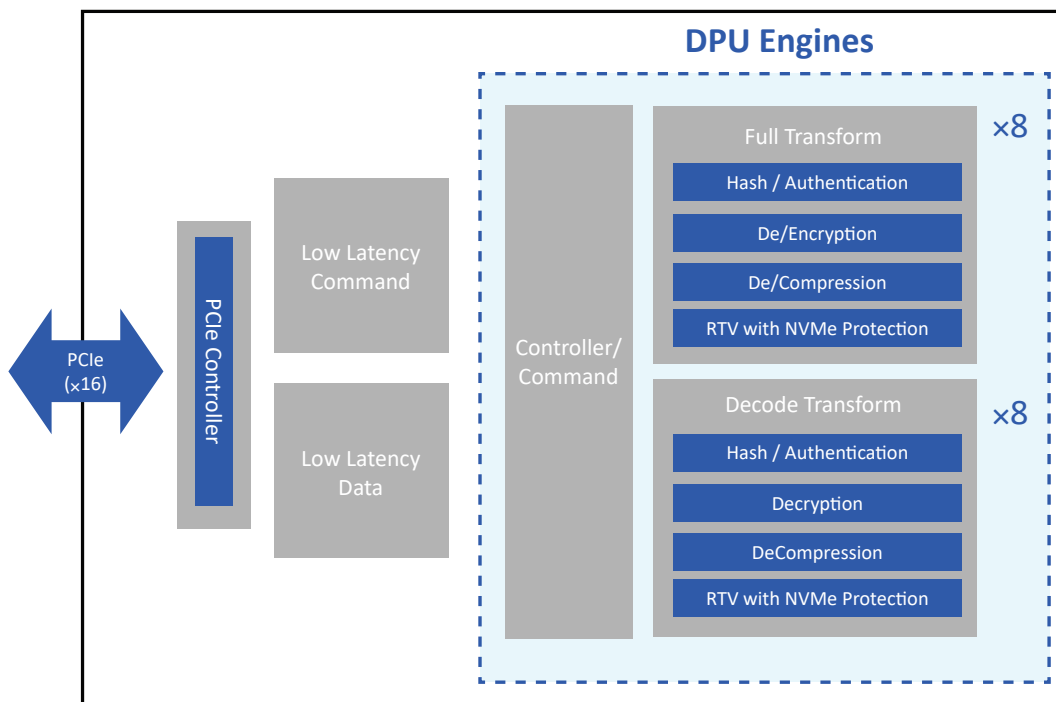 DPU Engines
PCIe
(×16)
PCIe Controller
Low Latency
Command
Low Latency
Data
Controller/
Command
Full Transform
×8
Hash / Authentication
De/Encryption
De/Compression
RTV with NVMe Protection
Decode Transform
×8
Hash / Authentication
Decryption
DeCompression
RTV with NVMe Protection